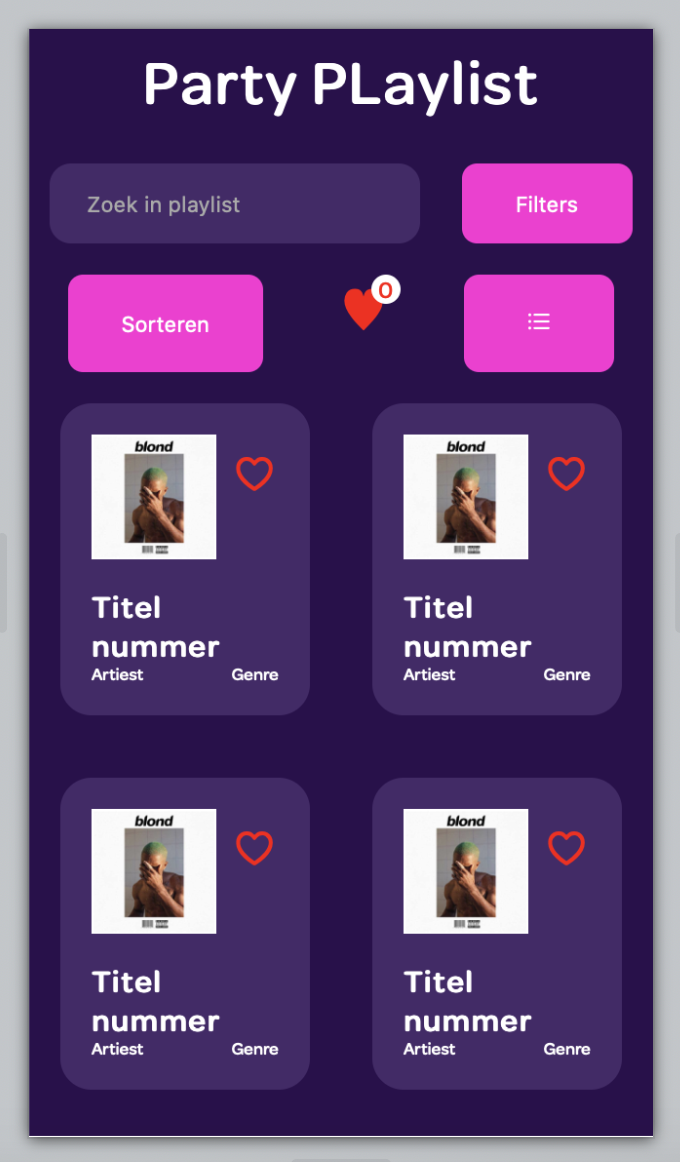 Party PLaylist
Zoek in playlist
Filters
Sorteren
0
blond
blond
Titel
nummer
Artiest Genre
Titel
nummer
Artiest Genre
blond
blond
Titel
nummer
Artiest Genre
Titel
nummer
Artiest Genre